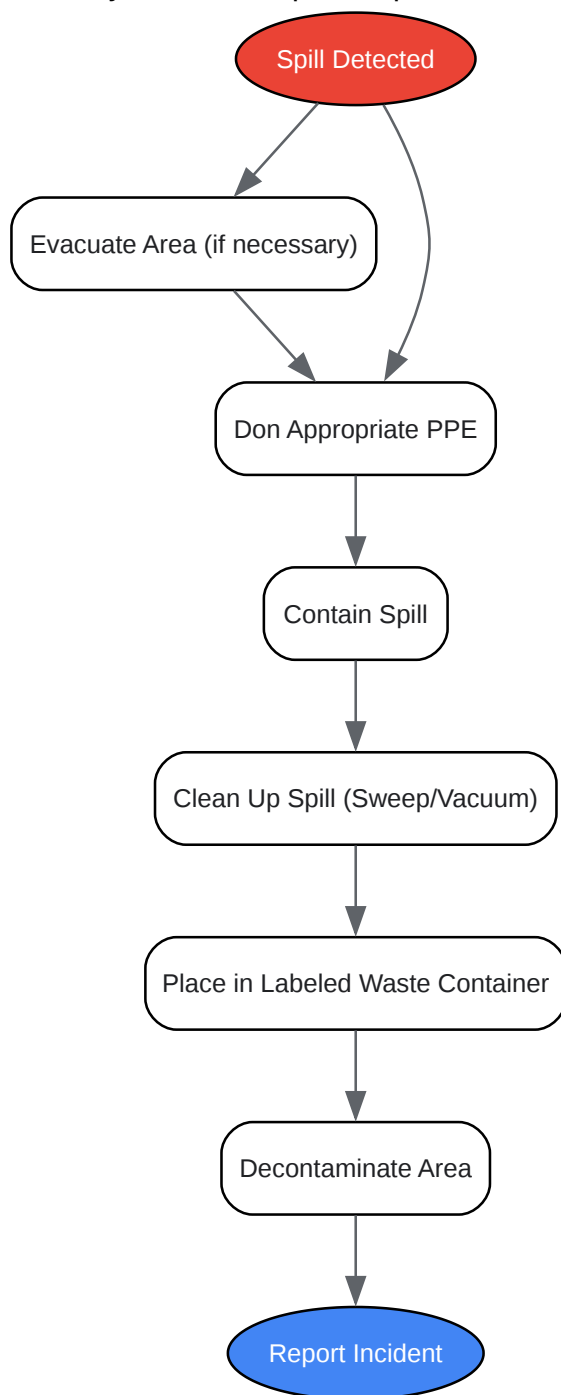 Spill Detected
Evacuate Area (if necessary)
Don Appropriate PPE
Contain Spill
Clean Up Spill (Sweep/Vacuum)
Place in Labeled Waste Container
Decontaminate Area
Report Incident